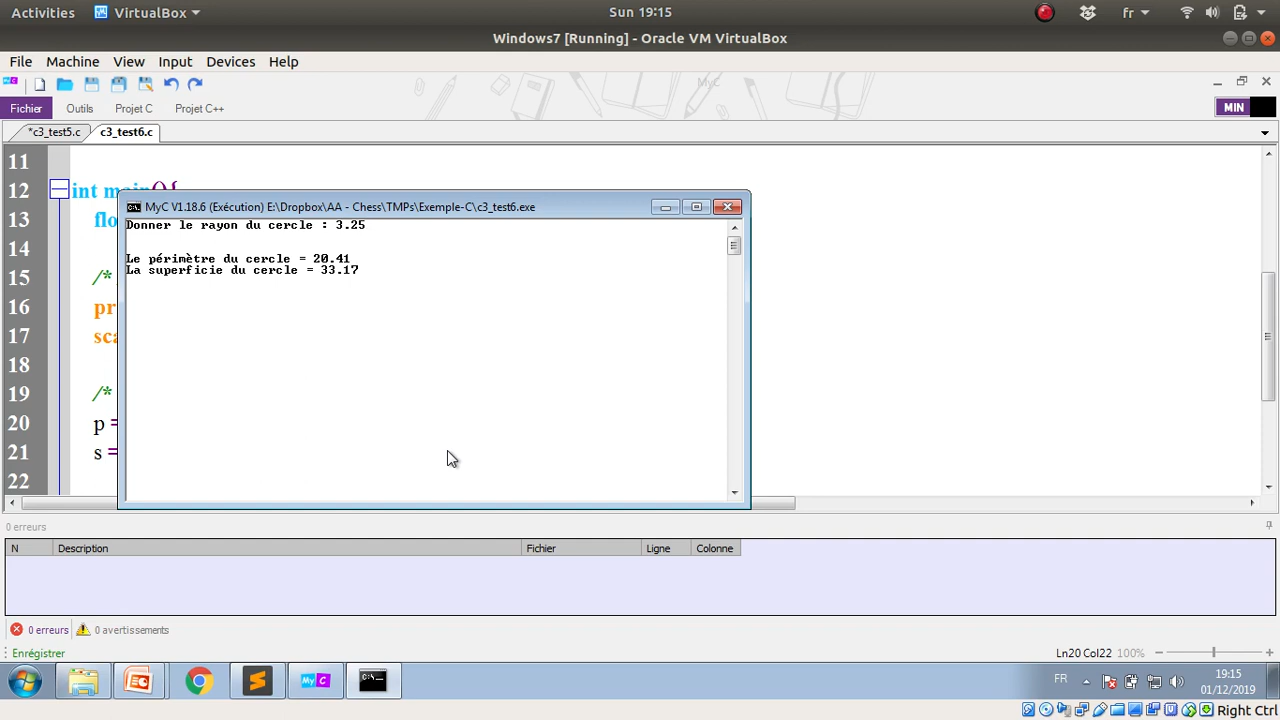 Activities VirtualBox Sun 19:15 fr
Windows7 [Running] - Oracle VM VirtualBox
File Machine View Input Devices Help
MyC
Fichier Outils Projet C Projet C++ MIN
*c3_test5.c c3_test6.c
11
12 int main(){
13 flo
14
15 /*
16 pr
17 sca
18
19 /*
20 p =
21 s =
22
MyC V1.18.6 (Exécution) E:\Dropbox\AA - Chess\TMPs\Exemple-C\c3_test6.exe
Donner le rayon du cercle : 3.25
Le périmètre du cercle = 20.41
La superficie du cercle = 33.17
0 erreurs
N Description Fichier Ligne Colonne
0 erreurs 0 avertissements
Enrégistrer Ln20 Col22 100%
FR 19:15
01/12/2019
Right Ctrl